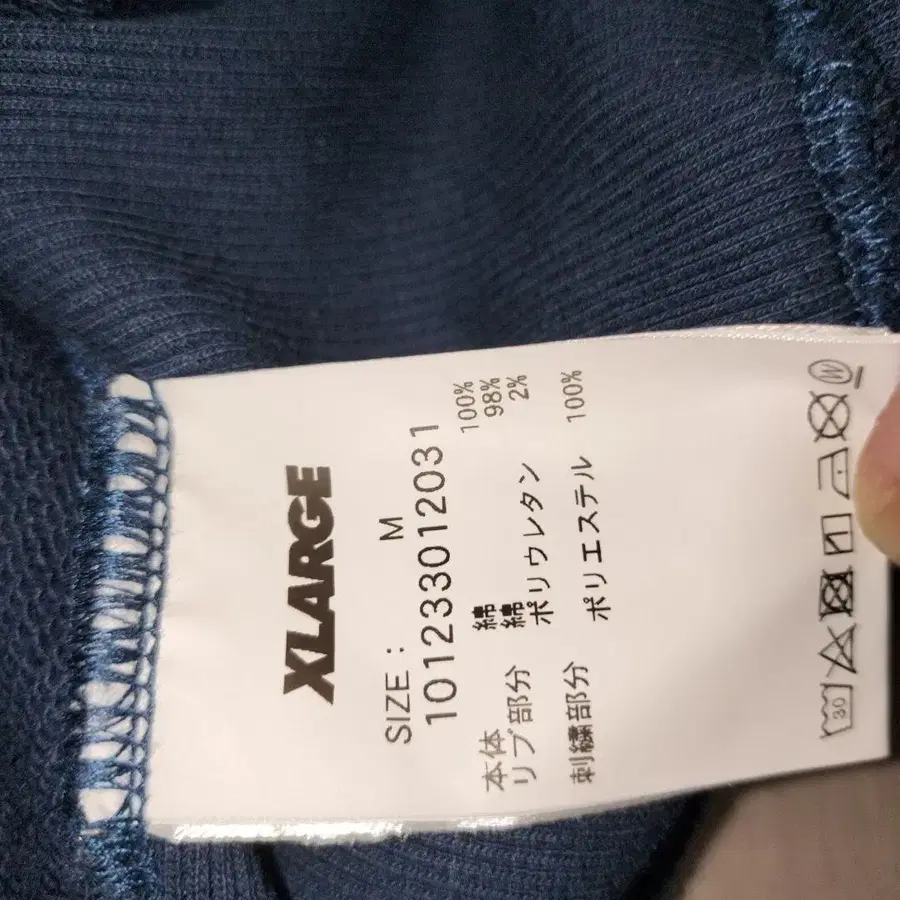 XLARGE
SIZE： M
101233012031
本体 綿 100%
リブ部分 綿 98%
ポリウレタン 2%
刺繍部分 ポリエステル 100%
30
W